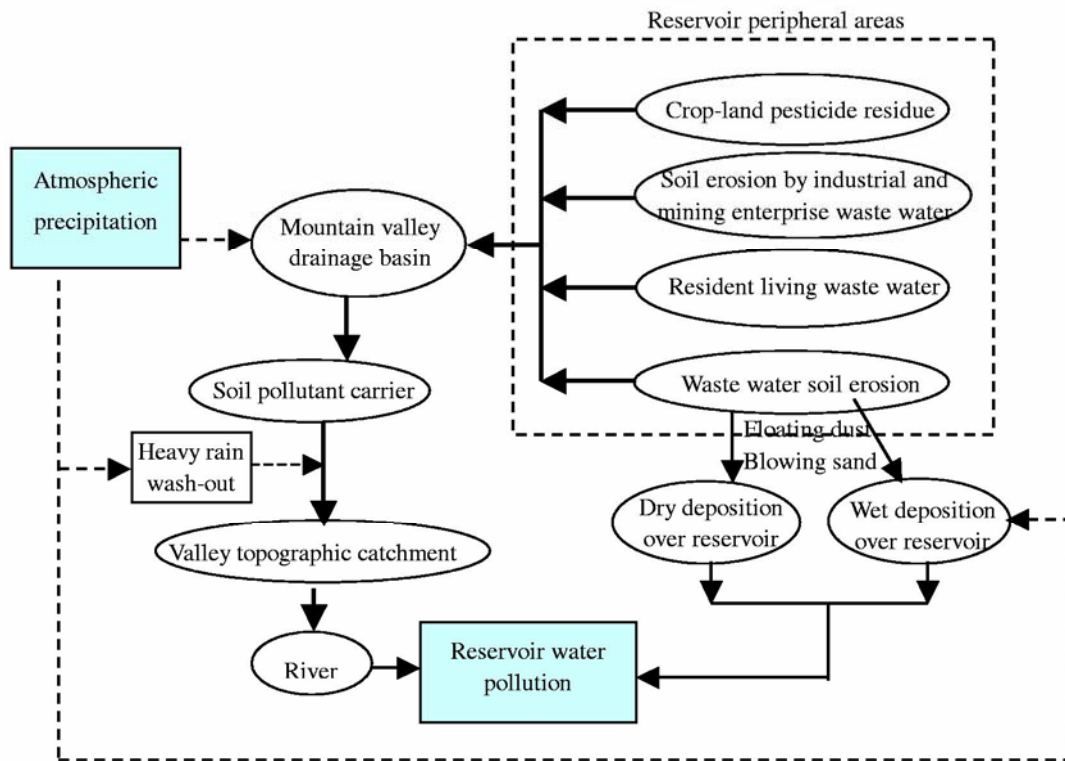 Reservoir peripheral areas
Crop-land pesticide residue
Atmospheric
precipitation
Soil erosion by industrial and
mining enterprise waste water
Mountain valley
drainage basin
Resident living waste water
Soil pollutant carrier
Waste water soil erosion
Floating dust
Blowing sand
Heavy rain
wash-out
Dry deposition
over reservoir
Wet deposition
over reservoir
Valley topographic catchment
River
Reservoir water
pollution